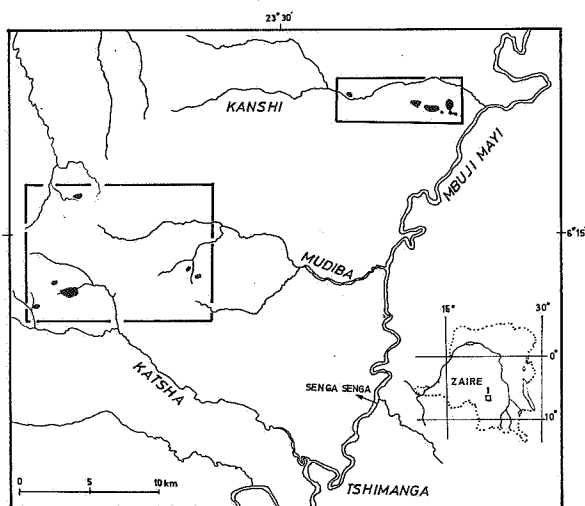 23° 30'
KANSHI
MBUJI MAYI
6° 15'
MUDIBA
KATSHA
SENGA SENGA
15° 30°
0°
ZAIRE 1
10°
0 5 10 km
TSHIMANGA